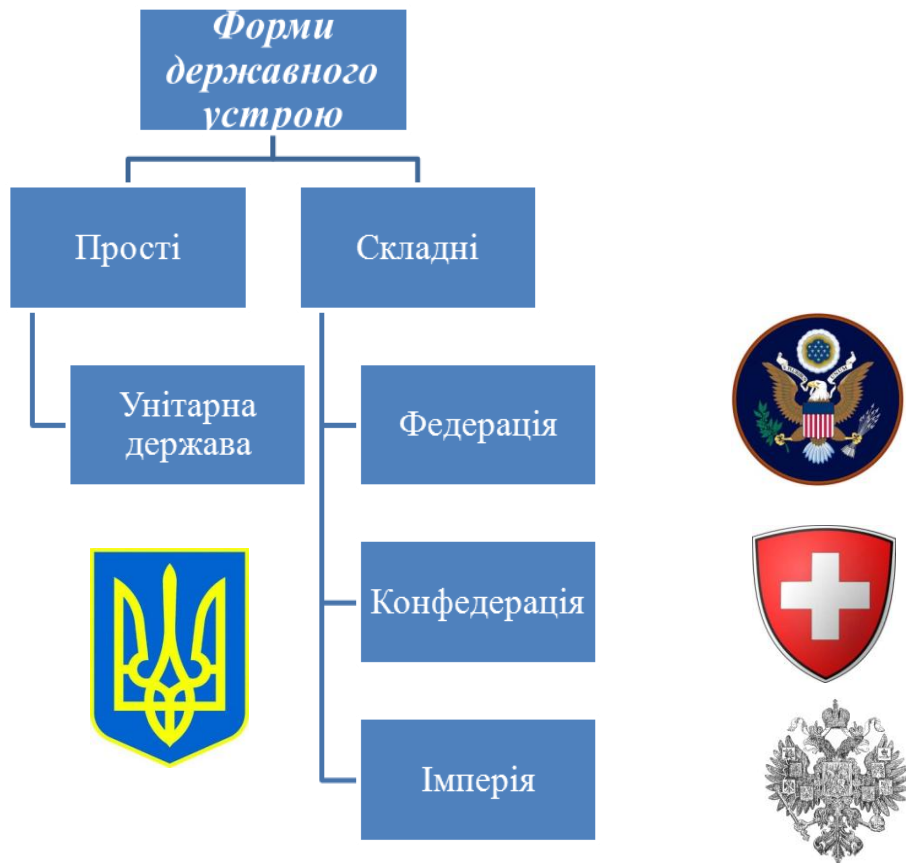 Форми
державного
устрою
Прості
Складні
Унітарна
держава
Федерація
Конфедерація
Імперія